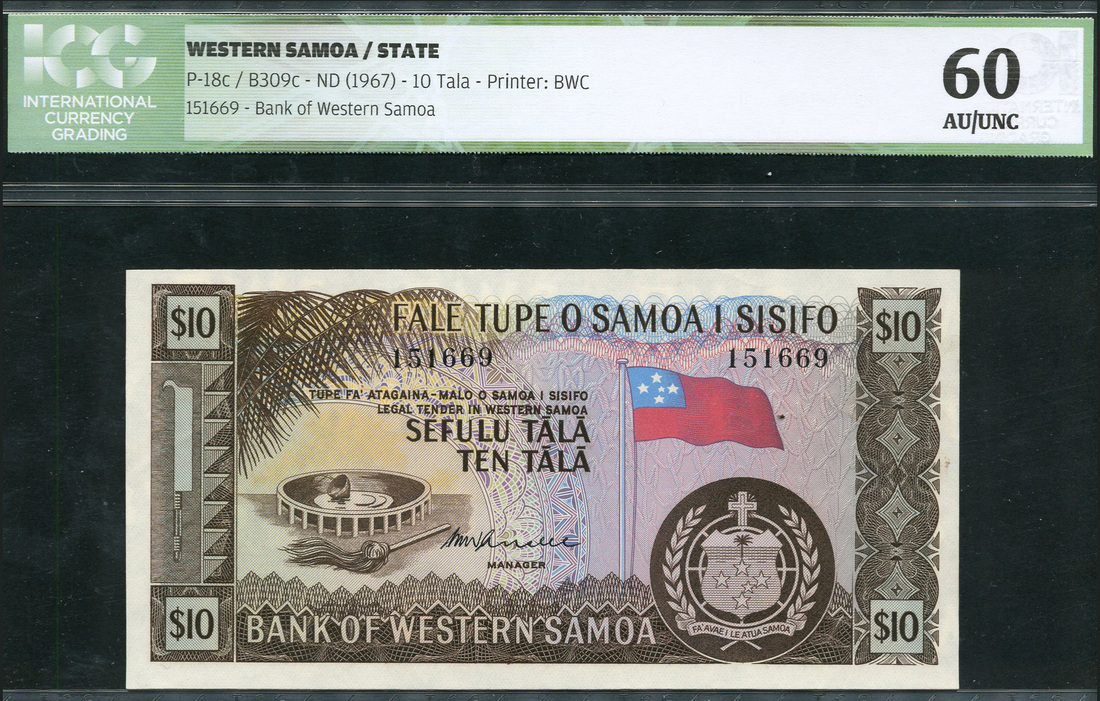 ICG
INTERNATIONAL
CURRENCY
GRADING
WESTERN SAMOA / STATE
P-18c / B309c - ND (1967) - 10 Tala - Printer: BWC
151669 - Bank of Western Samoa
60
AU/UNC
$10
FALE TUPE O SAMOA I SISIFO
$10
151669
151669
TUPE FA'ATAGAINA - MALO O SAMOA I SISIFO
LEGAL TENDER IN WESTERN SAMOA
SEFULU TĀLĀ
TEN TĀLĀ
MANAGER
$10
BANK OF WESTERN SAMOA
FA'AVAE I LE ATUA SAMOA
$10